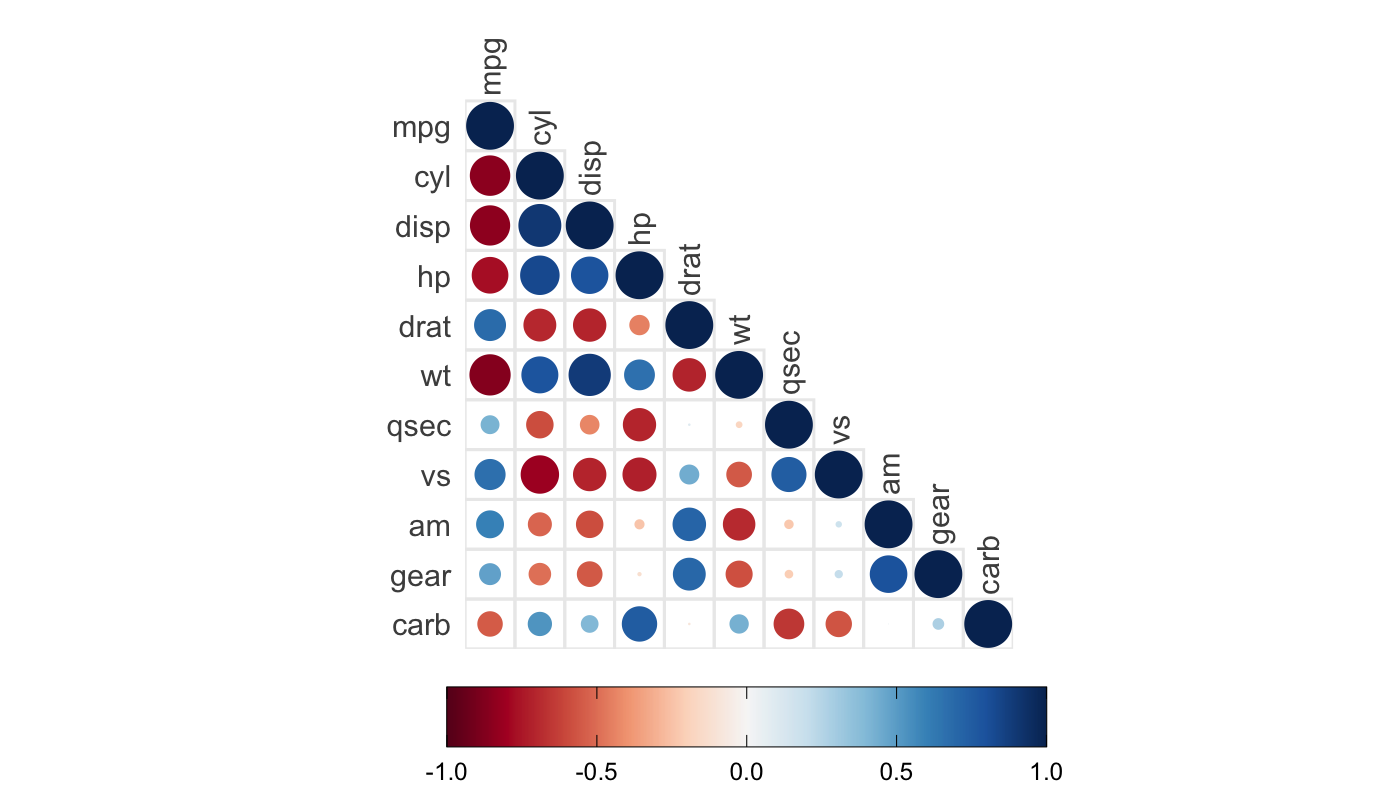 mpg
cyl
disp
hp
drat
wt
qsec
vs
am
gear
carb
mpg
cyl
disp
hp
drat
wt
qsec
vs
am
gear
carb
-1.0 -0.5 0.0 0.5 1.0